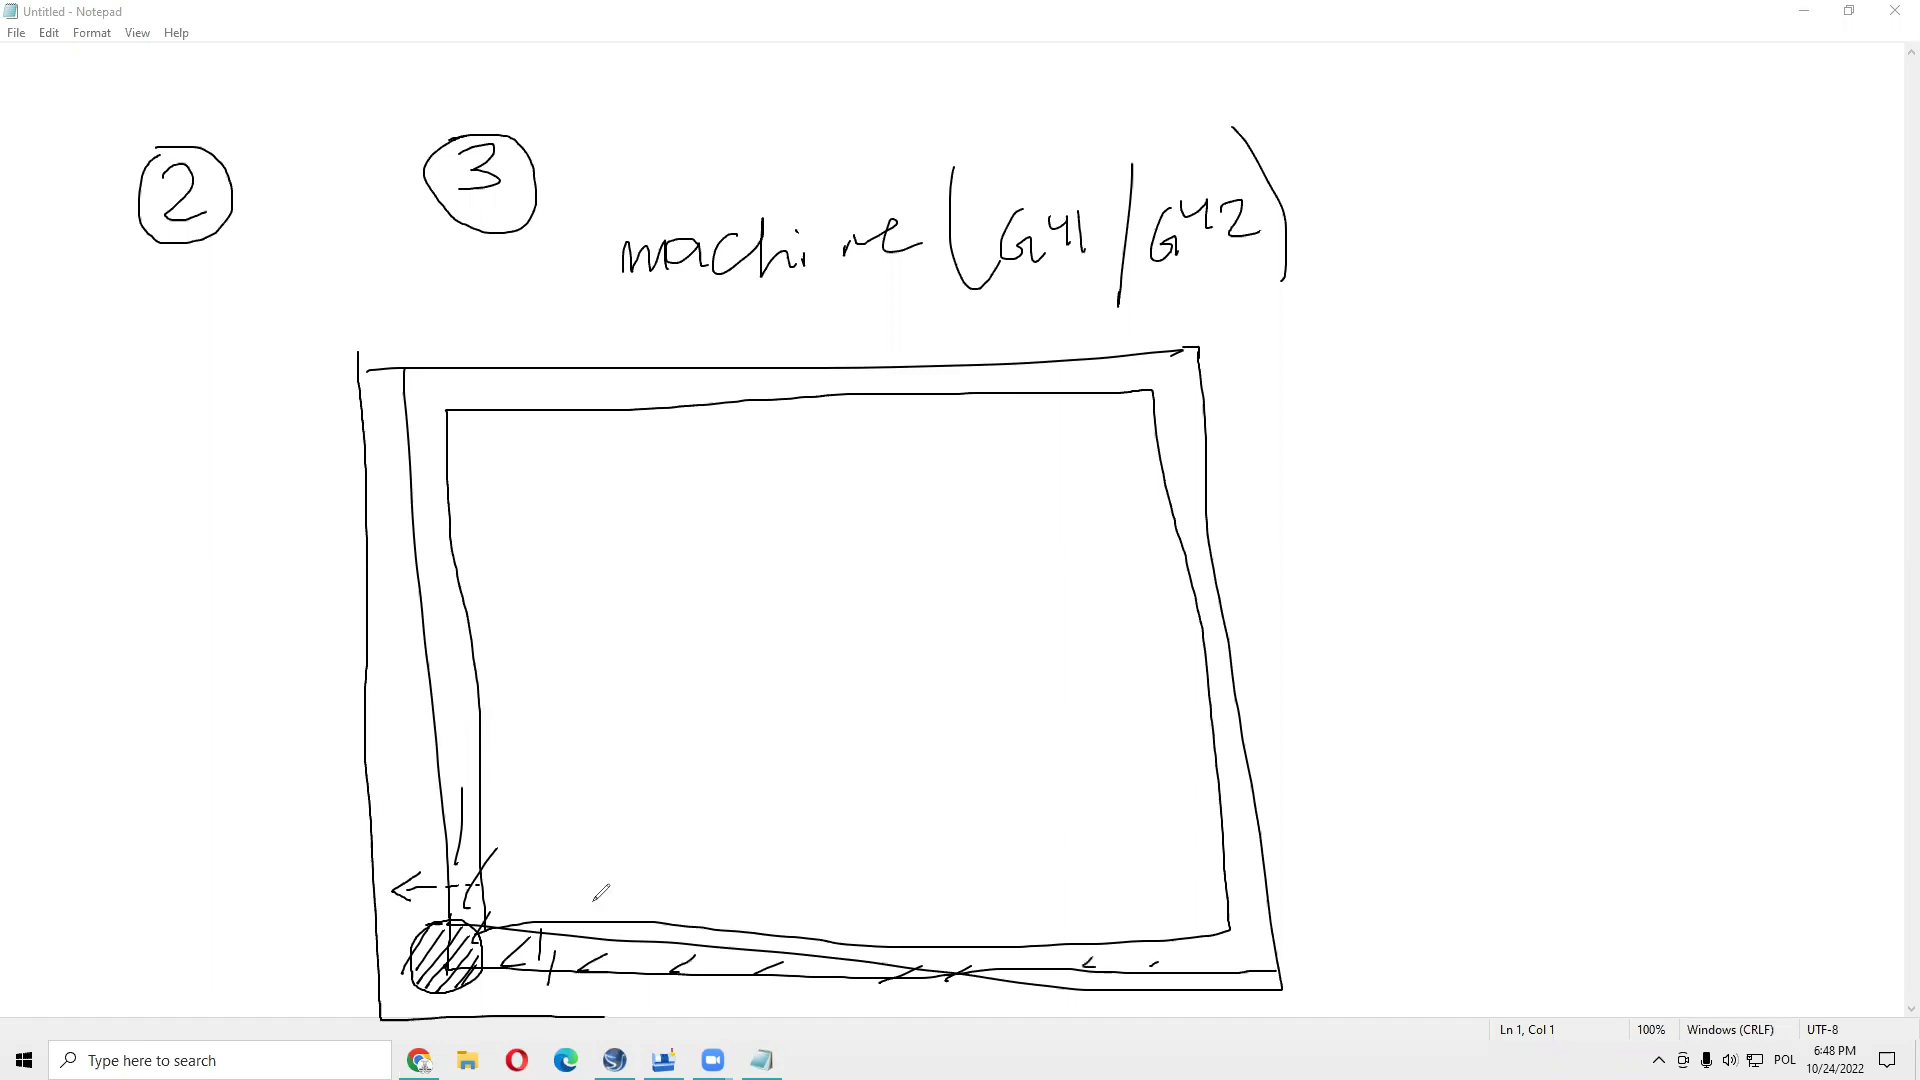 Untitled - Notepad
File Edit Format View Help
2 3
machine (G41/G42)
Ln 1, Col 1 100% Windows (CRLF) UTF-8
Type here to search
POL
6:48 PM
10/24/2022